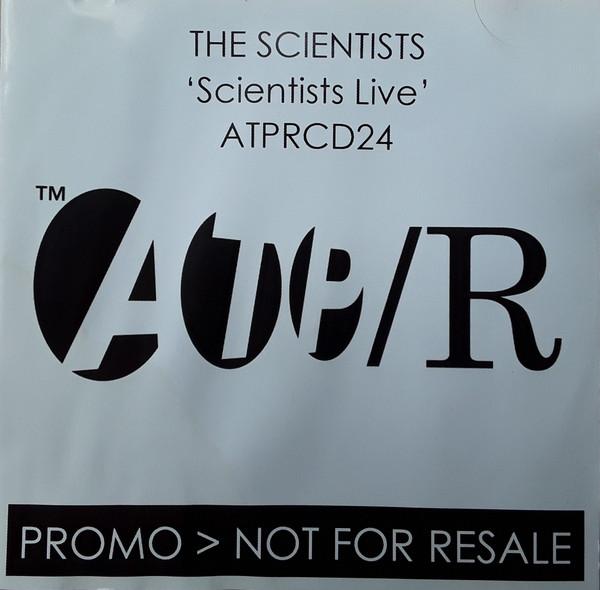 THE SCIENTISTS
‘Scientists Live’
ATPRCD24
TM
ATP/R
PROMO > NOT FOR RESALE